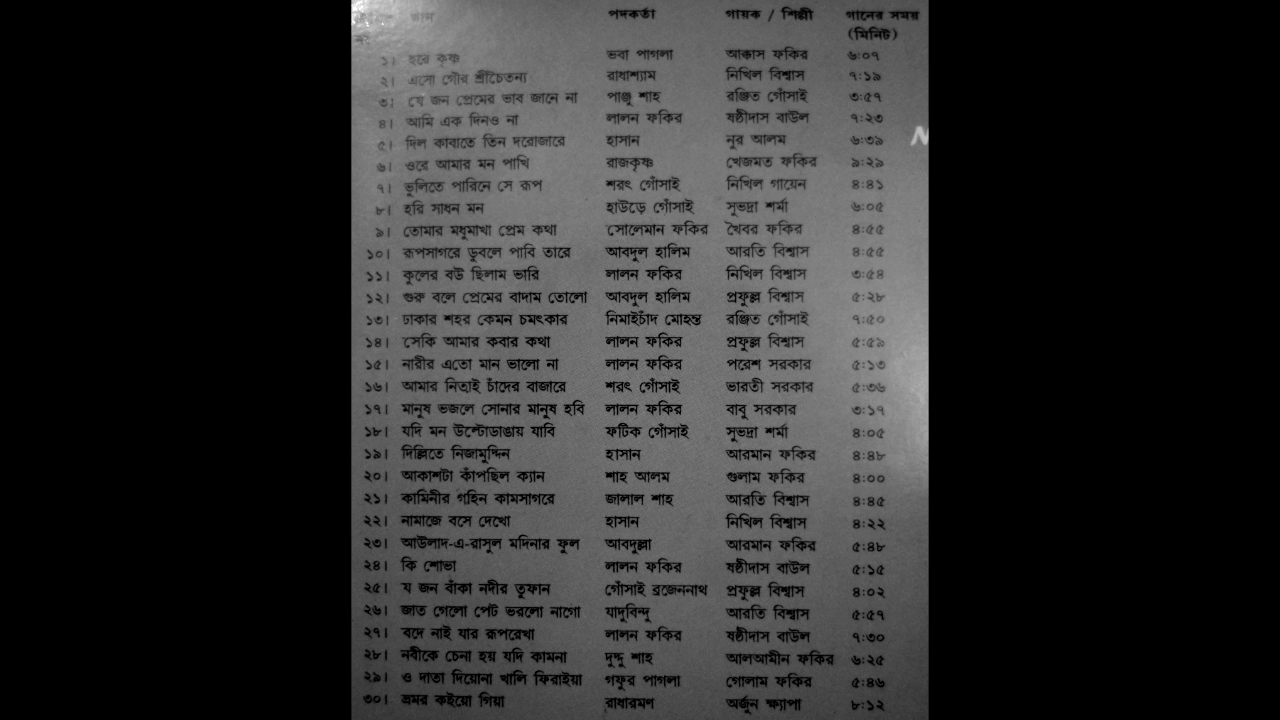 নাম পদকর্তা গায়ক / শিল্পী গানের সময়
নং (মিনিট)
১। হরে কৃষ্ণ ভবা পাগলা আক্কাস ফকির ৬:০৭
২। এসো গৌর শ্রীচৈতন্য রাধাশ্যাম নিখিল বিশ্বাস ৭:১৯
৩। যে জন প্রেমের ভাব জানে না পাঞ্জু শাহ রঞ্জিত গোঁসাই ৩:৫৭
৪। আমি এক দিনও না লালন ফকির ষষ্ঠীদাস বাউল ৭:২৩
৫। দিল কাবাতে তিন দরোজারে হাসান নুর আলম ৬:৩৯
৬। ওরে আমার মন পাখি রাজকৃষ্ণ খেজমত ফকির ৯:২৯
৭। ভুলিতে পারিনে সে রূপ শরৎ গোঁসাই নিখিল গায়েন ৪:৪১
৮। হরি সাধন মন হাউড়ে গোঁসাই সুভদ্রা শর্মা ৬:০৫
৯। তোমার মধুমাখা প্রেম কথা সোলেমান ফকির খৈবর ফকির ৪:৫৫
১০। রূপসাগরে ডুবলে পাবি তারে আবদুল হালিম আরতি বিশ্বাস ৪:৫৫
১১। কুলের বউ ছিলাম ভারি লালন ফকির নিখিল বিশ্বাস ৩:৫৪
১২। গুরু বলে প্রেমের বাদাম তোলো আবদুল হালিম প্রফুল্ল বিশ্বাস ৫:২৮
১৩। ঢাকার শহর কেমন চমৎকার নিমাইচাঁদ মোহন্ত রঞ্জিত গোঁসাই ৭:৫০
১৪। সেকি আমার কবার কথা লালন ফকির প্রফুল্ল বিশ্বাস ৫:৫৯
১৫। নারীর এতো মান ভালো না লালন ফকির পরেশ সরকার ৫:১৩
১৬। আমার নিতাই চাঁদের বাজারে শরৎ গোঁসাই ভারতী সরকার ৫:৩৬
১৭। মানুষ ভজলে সোনার মানুষ হবি লালন ফকির বাবু সরকার ৩:১৭
১৮। যদি মন উল্টোডাঙায় যাবি ফটিক গোঁসাই সুভদ্রা শর্মা ৪:০৫
১৯। দিল্লিতে নিজামুদ্দিন হাসান আরমান ফকির ৪:৪৮
২০। আকাশটা কাঁপছিল ক্যান শাহ আলম গুলাম ফকির ৪:০০
২১। কামিনীর গহিন কামসাগরে জালাল শাহ আরতি বিশ্বাস ৪:৪৫
২২। নামাজে বসে দেখো হাসান নিখিল বিশ্বাস ৪:২২
২৩। আউলাদ-এ-রাসুল মদিনার ফুল আবদুল্লা আরমান ফকির ৫:৪৮
২৪। কি শোভা লালন ফকির ষষ্ঠীদাস বাউল ৫:১৫
২৫। য জন বাঁকা নদীর তুফান গোঁসাই ব্রজেননাথ প্রফুল্ল বিশ্বাস ৪:০২
২৬। জাত গেলো পেট ভরলো নাগো যাদুবিন্দু আরতি বিশ্বাস ৫:৫৭
২৭। বদে নাই যার রূপরেখা লালন ফকির ষষ্ঠীদাস বাউল ৭:৩০
২৮। নবীকে চেনা হয় যদি কামনা দুদ্দু শাহ আলআমীন ফকির ৬:২৫
২৯। ও দাতা দিয়োনা খালি ফিরাইয়া গফুর পাগলা গোলাম ফকির ৫:৪৬
৩০। ভ্রমর কইয়ো গিয়া রাধারমণ অর্জুন ক্ষ্যাপা ৮:১২